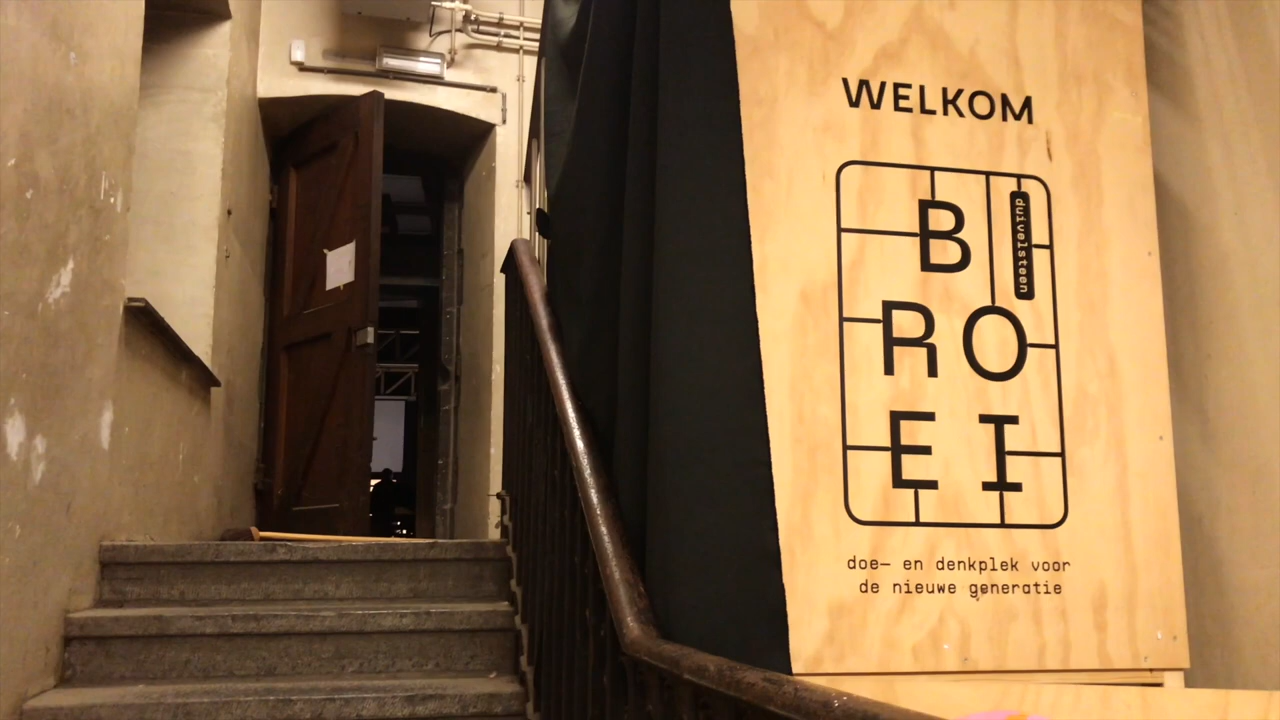 WELKOM
B
duivelsteen
RO
EI
doe- en denkplek voor
de nieuwe generatie